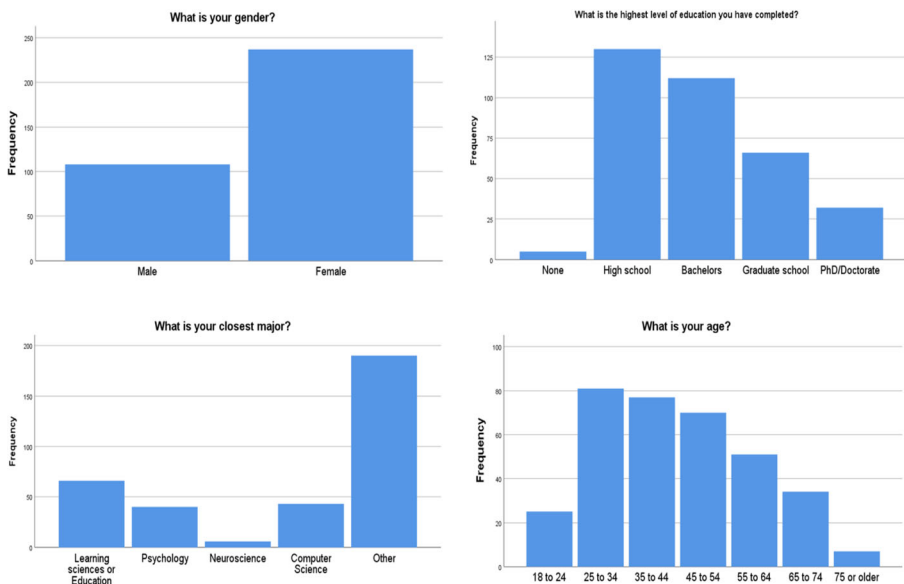 What is your gender?
Frequency
250
200
150
100
50
0
Male Female
What is the highest level of education you have completed?
Frequency
125
100
75
50
25
0
None High school Bachelors Graduate school PhD/Doctorate
What is your closest major?
Frequency
200
150
100
50
0
Learning sciences or Education Psychology Neuroscience Computer Science Other
What is your age?
Frequency
100
80
60
40
20
0
18 to 24 25 to 34 35 to 44 45 to 54 55 to 64 65 to 74 75 or older